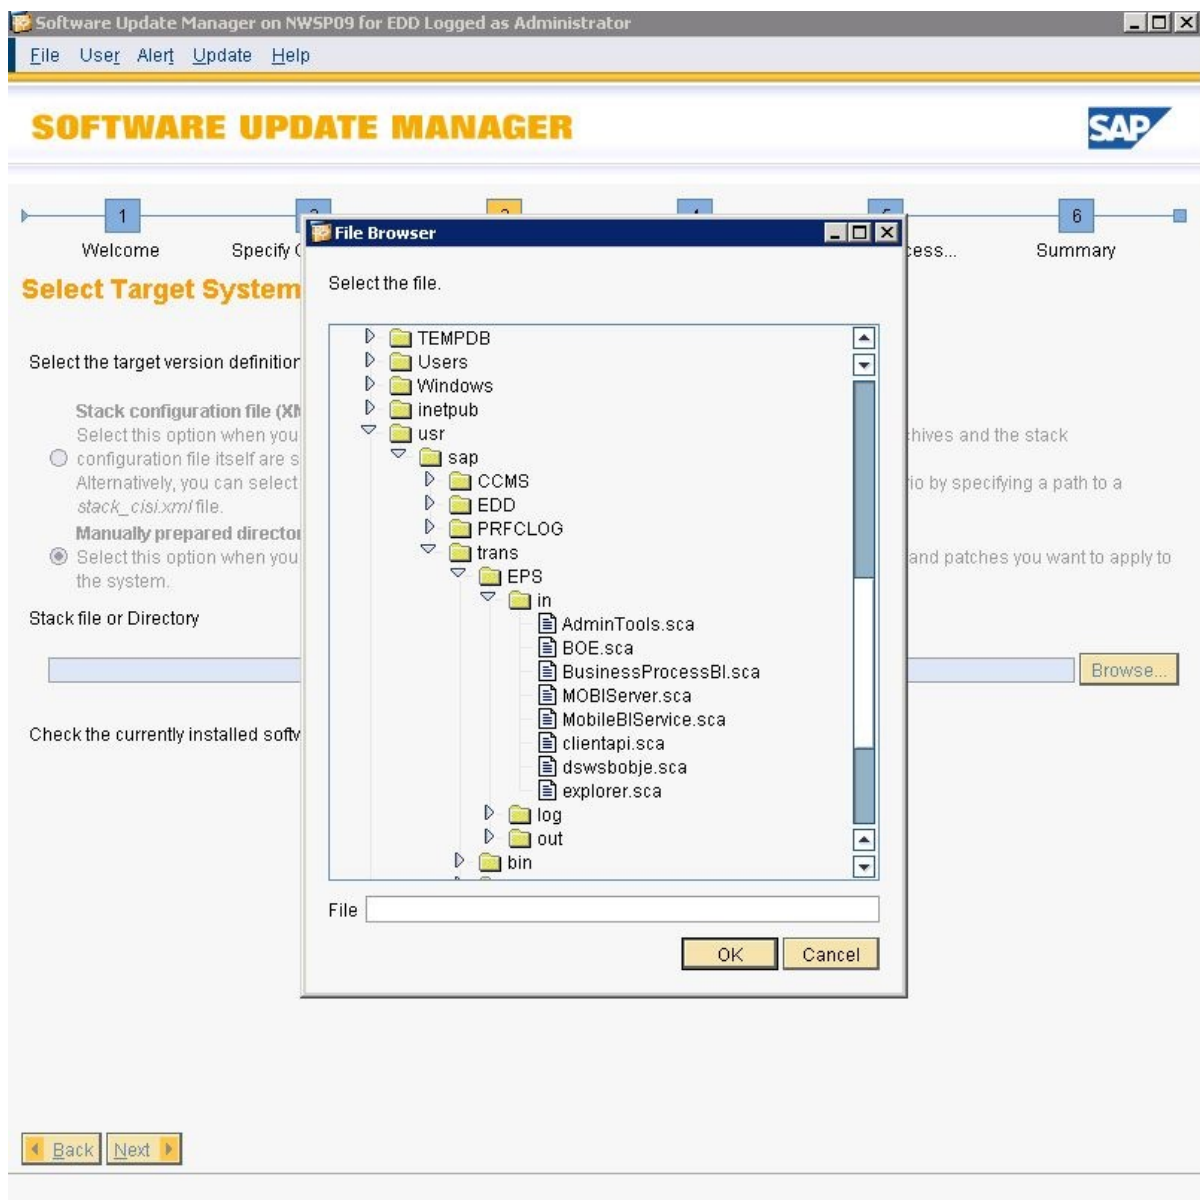 Software Update Manager on NWSP09 for EDD Logged as Administrator
File User Alert Update Help
SOFTWARE UPDATE MANAGER
SAP
1
6
Welcome
Specify
Summary
Select Target System
Select the target version
Stack configuration file
Select this option when you
hives and the stack
configuration file itself are
Alternatively, you can select
by specifying a path to a
stack_cisi.xml file.
Manually prepared
Select this option when you
and patches you want to apply to
the system.
Stack file or Directory
Browse...
Check the currently installed
Back Next
File Browser
Select the file.
TEMPDB
Users
Windows
inetpub
usr
sap
CCMS
EDD
PRFCLOG
trans
EPS
in
AdminTools.sca
BOE.sca
BusinessProcessBI.sca
MOBIServer.sca
MobileBIService.sca
clientapi.sca
dswsbobje.sca
explorer.sca
log
out
bin
File
OK Cancel